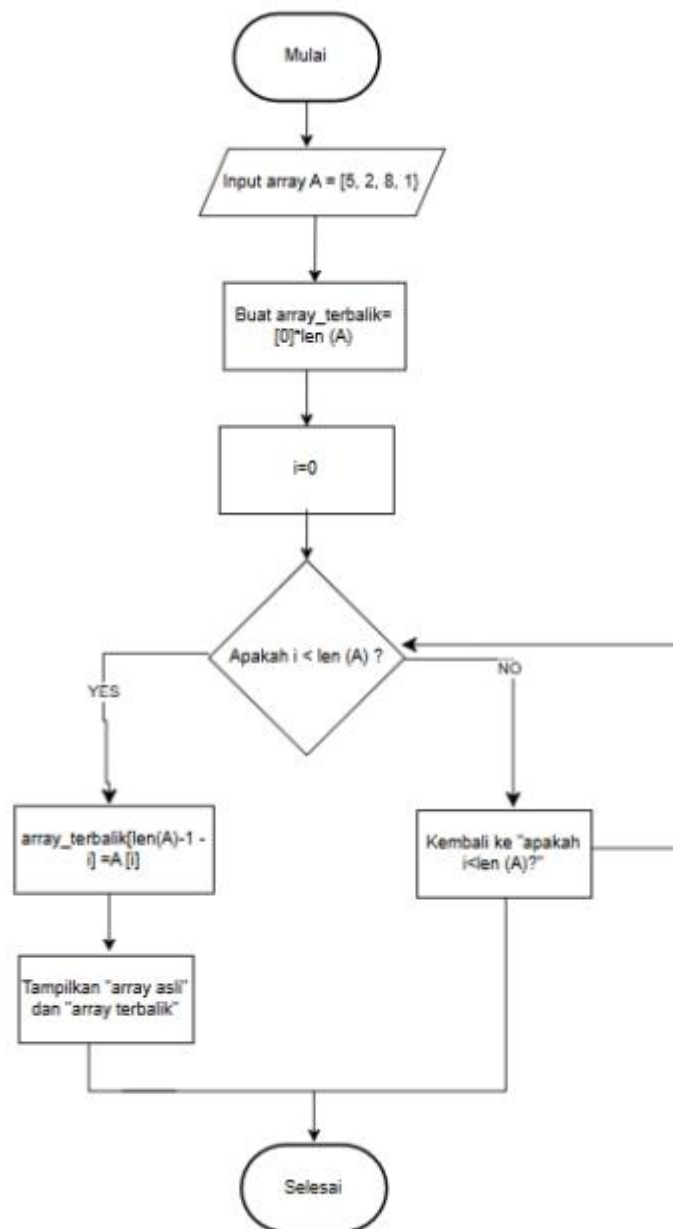 Mulai
Input array A = [5, 2, 8, 1}
Buat array_terbalik=
[0]*len (A)
i=0
Apakah i < len (A) ?
YES
NO
array_terbalik[len(A)-1 -
i] =A [i]
Kembali ke "apakah
i<len (A)?"
Tampilkan "array asli"
dan "array terbalik"
Selesai